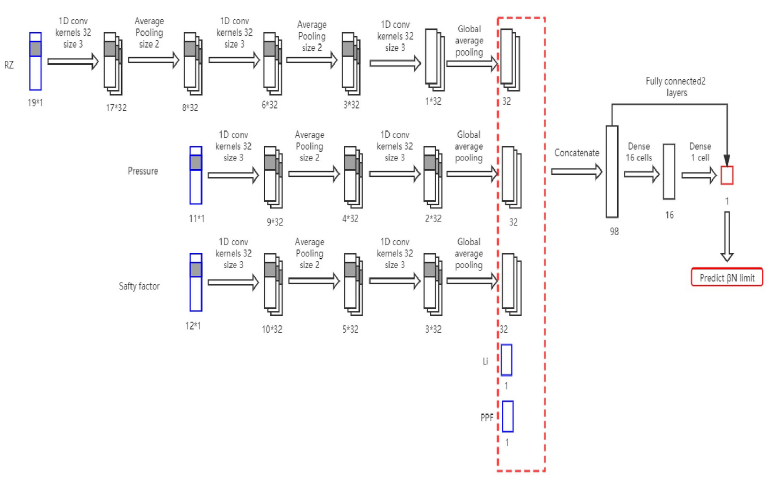 1D conv
kernels 32
size 3
Average
Pooling
size 2
1D conv
kernels 32
size 3
Average
Pooling
size 2
1D conv
kernels 32
size 3
Global
average
pooling
RZ
19*1
17*32
8*32
6*32
3*32
1*32
32
Fully connected2
layers
Pressure
1D conv
kernels 32
size 3
Average
Pooling
size 2
1D conv
kernels 32
size 3
Global
average
pooling
Concatenate
Dense
16 cells
Dense
1 cell
11*1
9*32
4*32
2*32
32
98
16
1
Safty factor
1D conv
kernels 32
size 3
Average
Pooling
size 2
1D conv
kernels 32
size 3
Global
average
pooling
Predict βN limit
12*1
10*32
5*32
3*32
32
Li
1
PPF
1